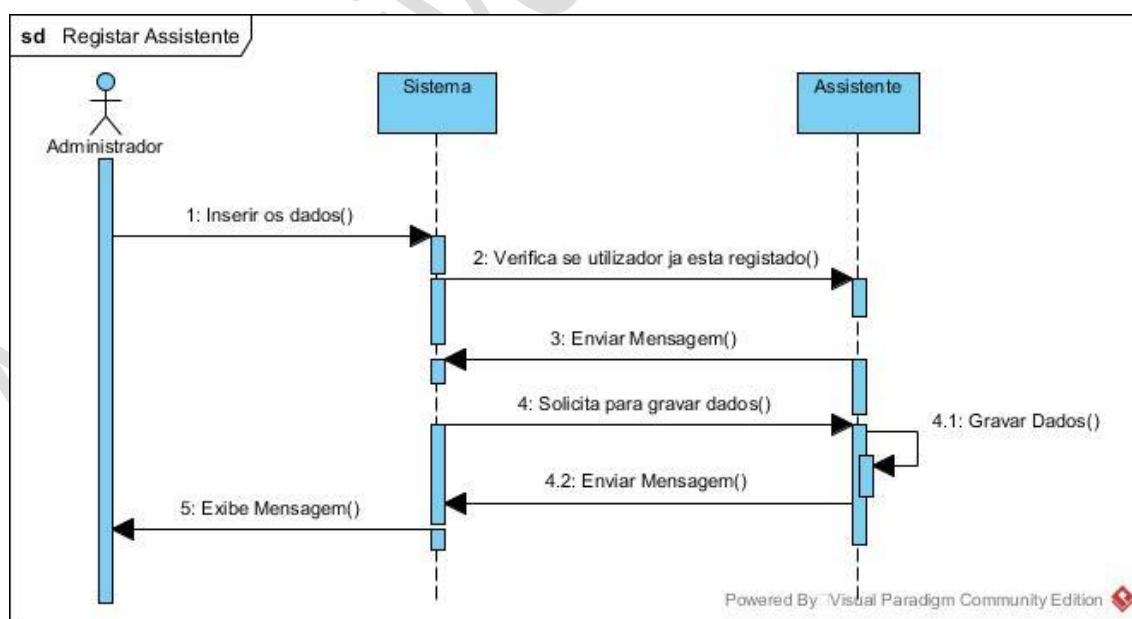 sd Registar Assistente
Sistema
Assistente
Administrador
1: Inserir os dados()
2: Verifica se utilizador ja esta registado()
3: Enviar Mensagem()
4: Solicita para gravar dados()
4.1: Gravar Dados()
4.2: Enviar Mensagem()
5: Exibe Mensagem()
Powered By Visual Paradigm Community Edition